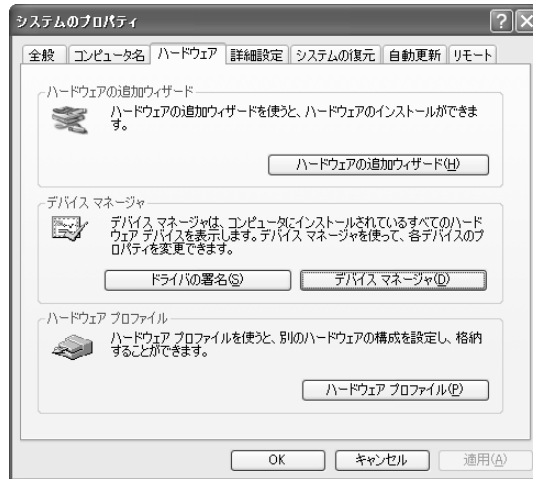 システムのプロパティ
全般 コンピュータ名 ハードウェア 詳細設定 システムの復元 自動更新 リモート
ハードウェアの追加ウィザード
ハードウェアの追加ウィザードを使うと、ハードウェアのインストールができま
す。
ハードウェアの追加ウィザード(H)
デバイス マネージャ
デバイス マネージャは、コンピュータにインストールされているすべてのハード
ウェア デバイスを表示します。デバイス マネージャを使って、各デバイスのプ
ロパティを変更できます。
ドライバの署名(S) デバイス マネージャ(D)
ハードウェア プロファイル
ハードウェア プロファイルを使うと、別のハードウェアの構成を設定し、格納
することができます。
ハードウェア プロファイル(P)
OK キャンセル 適用(A)